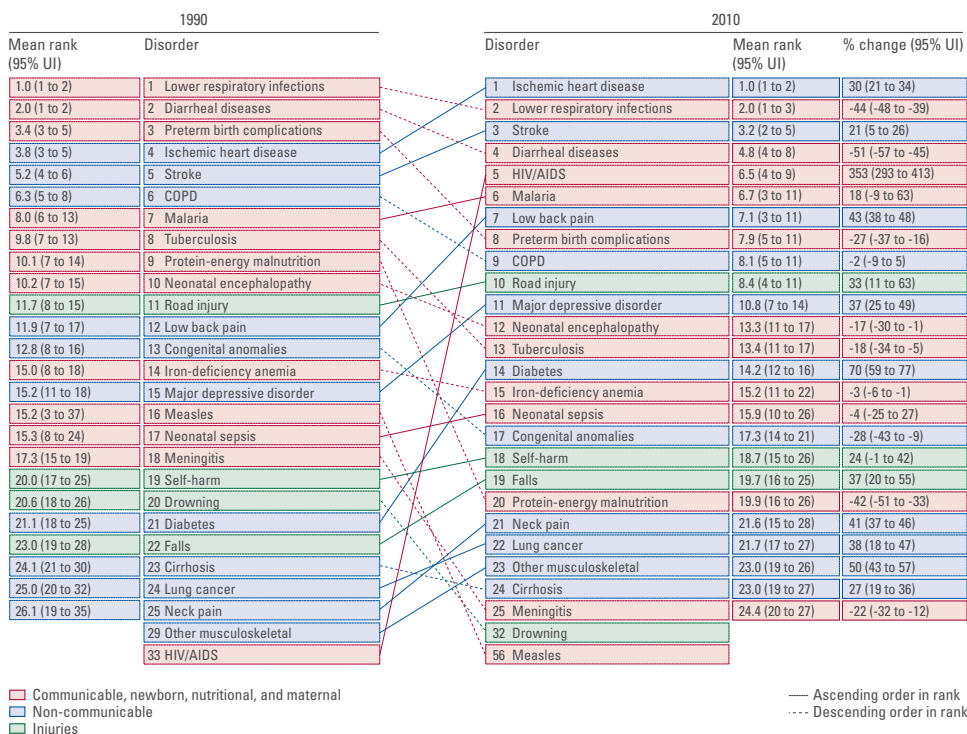 1990
2010
Mean rank (95% UI) Disorder
Disorder Mean rank (95% UI) % change (95% UI)
1.0 (1 to 2) 1 Lower respiratory infections
2.0 (1 to 2) 2 Diarrheal diseases
3.4 (3 to 5) 3 Preterm birth complications
3.8 (3 to 5) 4 Ischemic heart disease
5.2 (4 to 6) 5 Stroke
6.3 (5 to 8) 6 COPD
8.0 (6 to 13) 7 Malaria
9.8 (7 to 13) 8 Tuberculosis
10.1 (7 to 14) 9 Protein-energy malnutrition
10.2 (7 to 15) 10 Neonatal encephalopathy
11.7 (8 to 15) 11 Road injury
11.9 (7 to 17) 12 Low back pain
12.8 (8 to 16) 13 Congenital anomalies
15.0 (8 to 18) 14 Iron-deficiency anemia
15.2 (11 to 18) 15 Major depressive disorder
15.2 (3 to 37) 16 Measles
15.3 (8 to 24) 17 Neonatal sepsis
17.3 (15 to 19) 18 Meningitis
20.0 (17 to 25) 19 Self-harm
20.6 (18 to 26) 20 Drowning
21.1 (18 to 25) 21 Diabetes
23.0 (19 to 28) 22 Falls
24.1 (21 to 30) 23 Cirrhosis
25.0 (20 to 32) 24 Lung cancer
26.1 (19 to 35) 25 Neck pain
29 Other musculoskeletal
33 HIV/AIDS
1 Ischemic heart disease 1.0 (1 to 2) 30 (21 to 34)
2 Lower respiratory infections 2.0 (1 to 3) -44 (-48 to -39)
3 Stroke 3.2 (2 to 5) 21 (5 to 26)
4 Diarrheal diseases 4.8 (4 to 8) -51 (-57 to -45)
5 HIV/AIDS 6.5 (4 to 9) 353 (293 to 413)
6 Malaria 6.7 (3 to 11) 18 (-9 to 63)
7 Low back pain 7.1 (3 to 11) 43 (38 to 48)
8 Preterm birth complications 7.9 (5 to 11) -27 (-37 to -16)
9 COPD 8.1 (5 to 11) -2 (-9 to 5)
10 Road injury 8.4 (4 to 11) 33 (11 to 63)
11 Major depressive disorder 10.8 (7 to 14) 37 (25 to 49)
12 Neonatal encephalopathy 13.3 (11 to 17) -17 (-30 to -1)
13 Tuberculosis 13.4 (11 to 17) -18 (-34 to -5)
14 Diabetes 14.2 (12 to 16) 70 (59 to 77)
15 Iron-deficiency anemia 15.2 (11 to 22) -3 (-6 to -1)
16 Neonatal sepsis 15.9 (10 to 26) -4 (-25 to 27)
17 Congenital anomalies 17.3 (14 to 21) -28 (-43 to -9)
18 Self-harm 18.7 (15 to 26) 24 (-1 to 42)
19 Falls 19.7 (16 to 25) 37 (20 to 55)
20 Protein-energy malnutrition 19.9 (16 to 26) -42 (-51 to -33)
21 Neck pain 21.6 (15 to 28) 41 (37 to 46)
22 Lung cancer 21.7 (17 to 27) 38 (18 to 47)
23 Other musculoskeletal 23.0 (19 to 26) 50 (43 to 57)
24 Cirrhosis 23.0 (19 to 27) 27 (19 to 36)
25 Meningitis 24.4 (20 to 27) -22 (-32 to -12)
32 Drowning
56 Measles
Communicable, newborn, nutritional, and maternal
Non-communicable
Injuries
Ascending order in rank
Descending order in rank